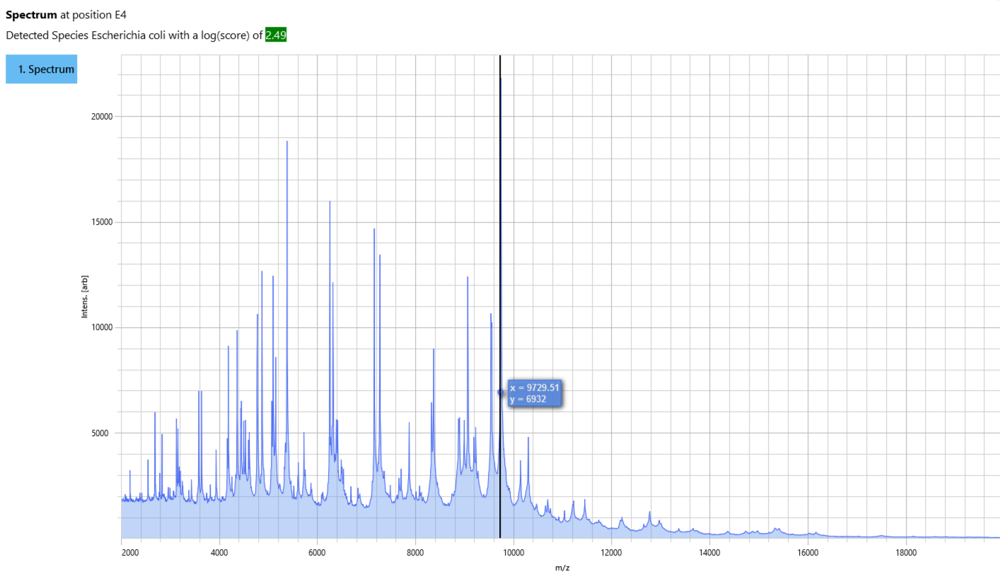 Spectrum at position E4
Detected Species Escherichia coli with a log(score) of 2.49
1. Spectrum
20000
15000
10000
5000
Intens. [arb]
x = 9729.51
y = 6932
2000 4000 6000 8000 10000 12000 14000 16000 18000
m/z